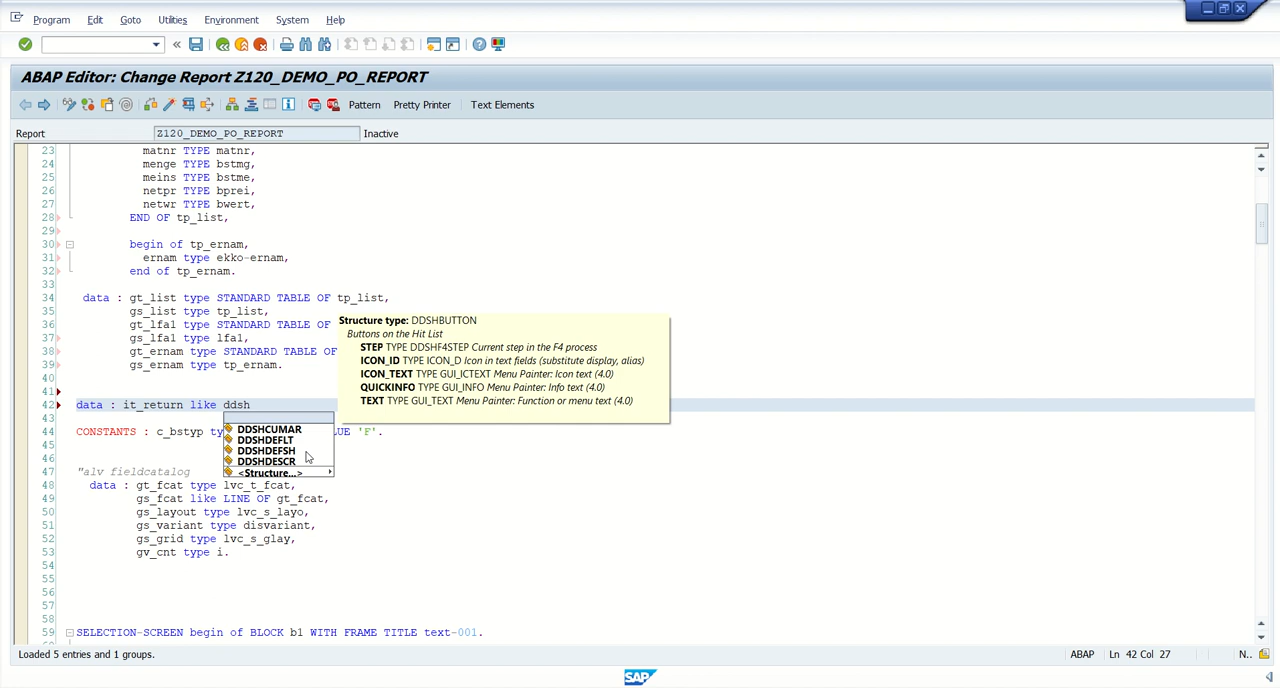 Program Edit Goto Utilities Environment System Help
ABAP Editor: Change Report Z120_DEMO_PO_REPORT
Pattern Pretty Printer Text Elements
Report Z120_DEMO_PO_REPORT Inactive
23 matnr TYPE matnr,
24 menge TYPE bstmg,
25 meins TYPE bstme,
26 netpr TYPE bprei,
27 netwr TYPE bwert,
28 END OF tp_list,
29
30 begin of tp_ernam,
31 ernam type ekko-ernam,
32 end of tp_ernam.
33
34 data : gt_list type STANDARD TABLE OF tp_list,
35 gs_list type tp_list,
36 gt_lfa1 type STANDARD TABLE OF
37 gs_lfa1 type lfa1,
38 gt_ernam type STANDARD TABLE OF
39 gs_ernam type tp_ernam.
40
41
42 data : it_return like ddsh
43
44 CONSTANTS : c_bstyp ty UE 'F'.
45
46
47 "alv fieldcatalog
48 data : gt_fcat type lvc_t_fcat,
49 gs_fcat like LINE OF gt_fcat,
50 gs_layout type lvc_s_layo,
51 gs_variant type disvariant,
52 gs_grid type lvc_s_glay,
53 gv_cnt type i.
54
55
56
57
58
59 SELECTION-SCREEN begin of BLOCK b1 WITH FRAME TITLE text-001.
Structure type: DDSHBUTTON
Buttons on the Hit List
STEP TYPE DDSHF4STEP Current step in the F4 process
ICON_ID TYPE ICON_D Icon in text fields (substitute display, alias)
ICON_TEXT TYPE GUI_ICTEXT Menu Painter: Icon text (4.0)
QUICKINFO TYPE GUI_INFO Menu Painter: Info text (4.0)
TEXT TYPE GUI_TEXT Menu Painter: Function or menu text (4.0)
DDSHCUMAR
DDSHDEFLT
DDSHDEFSH
DDSHDESCR
<Structure...>
Loaded 5 entries and 1 groups. ABAP Ln 42 Col 27 N..
SAP